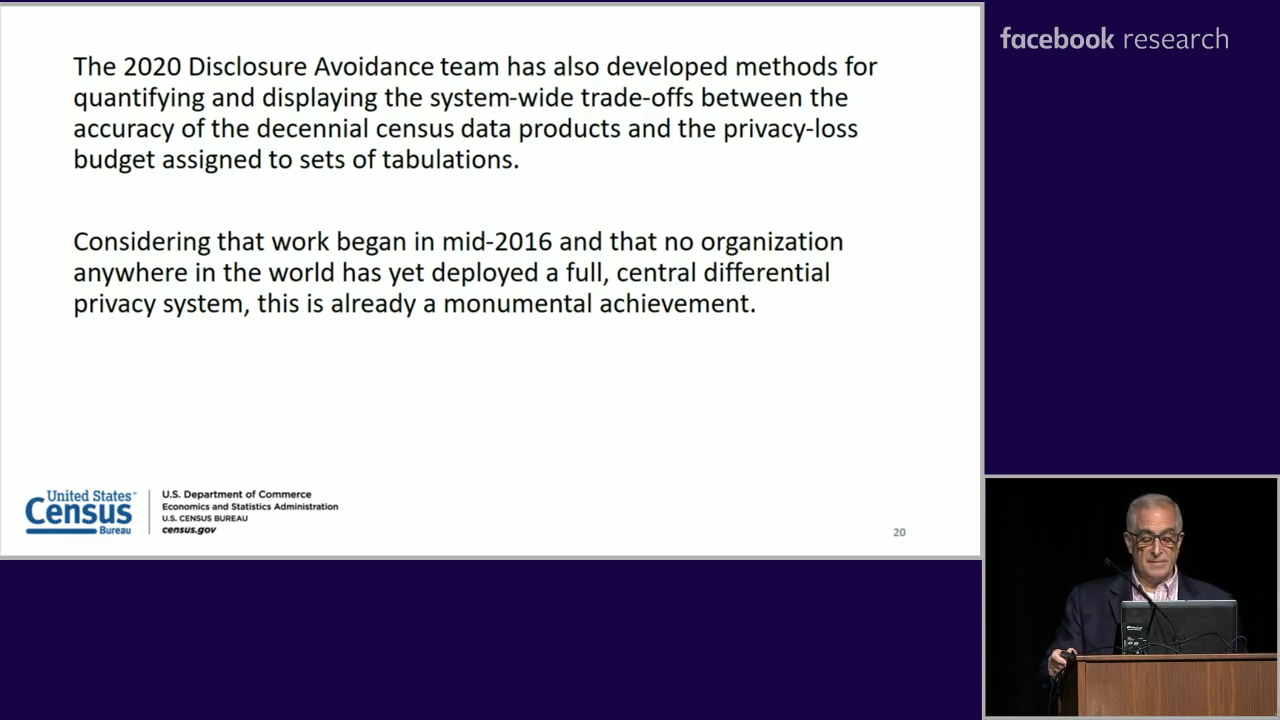 The 2020 Disclosure Avoidance team has also developed methods for
quantifying and displaying the system-wide trade-offs between the
accuracy of the decennial census data products and the privacy-loss
budget assigned to sets of tabulations.
Considering that work began in mid-2016 and that no organization
anywhere in the world has yet deployed a full, central differential
privacy system, this is already a monumental achievement.
United States™
Census
Bureau
U.S. Department of Commerce
Economics and Statistics Administration
U.S. CENSUS BUREAU
census.gov
20
facebook research